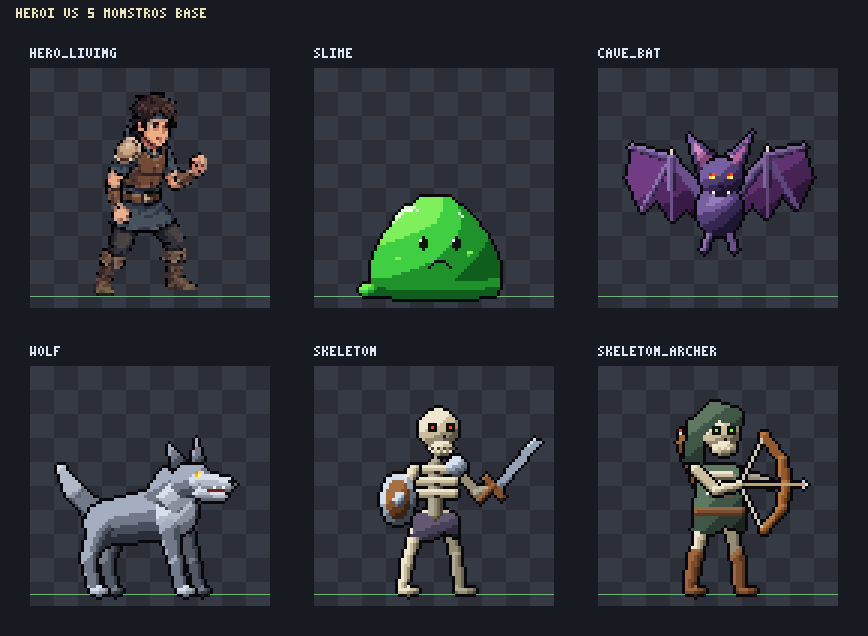 HEROI VS 5 MONSTROS BASE
HERO_LIVING
SLIME
CAVE_BAT
WOLF
SKELETON
SKELETON_ARCHER